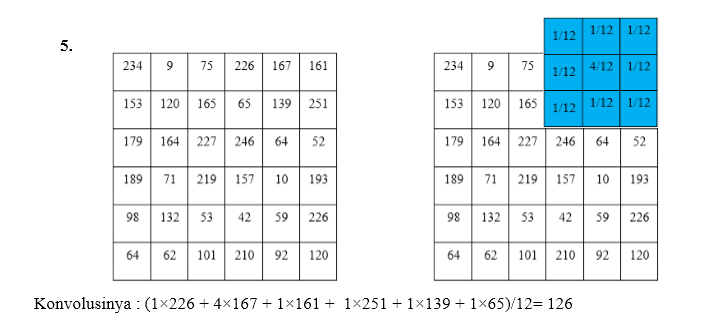 1/12 1/12 1/12
5.
234 9 75 226 167 161 234 9 75 1/12 4/12 1/12
153 120 165 65 139 251 153 120 165 1/12 1/12 1/12
179 164 227 246 64 52 179 164 227 246 64 52
189 71 219 157 10 193 189 71 219 157 10 193
98 132 53 42 59 226 98 132 53 42 59 226
64 62 101 210 92 120 64 62 101 210 92 120
Konvolusinya : (1×226 + 4×167 + 1×161 + 1×251 + 1×139 + 1×65)/12= 126